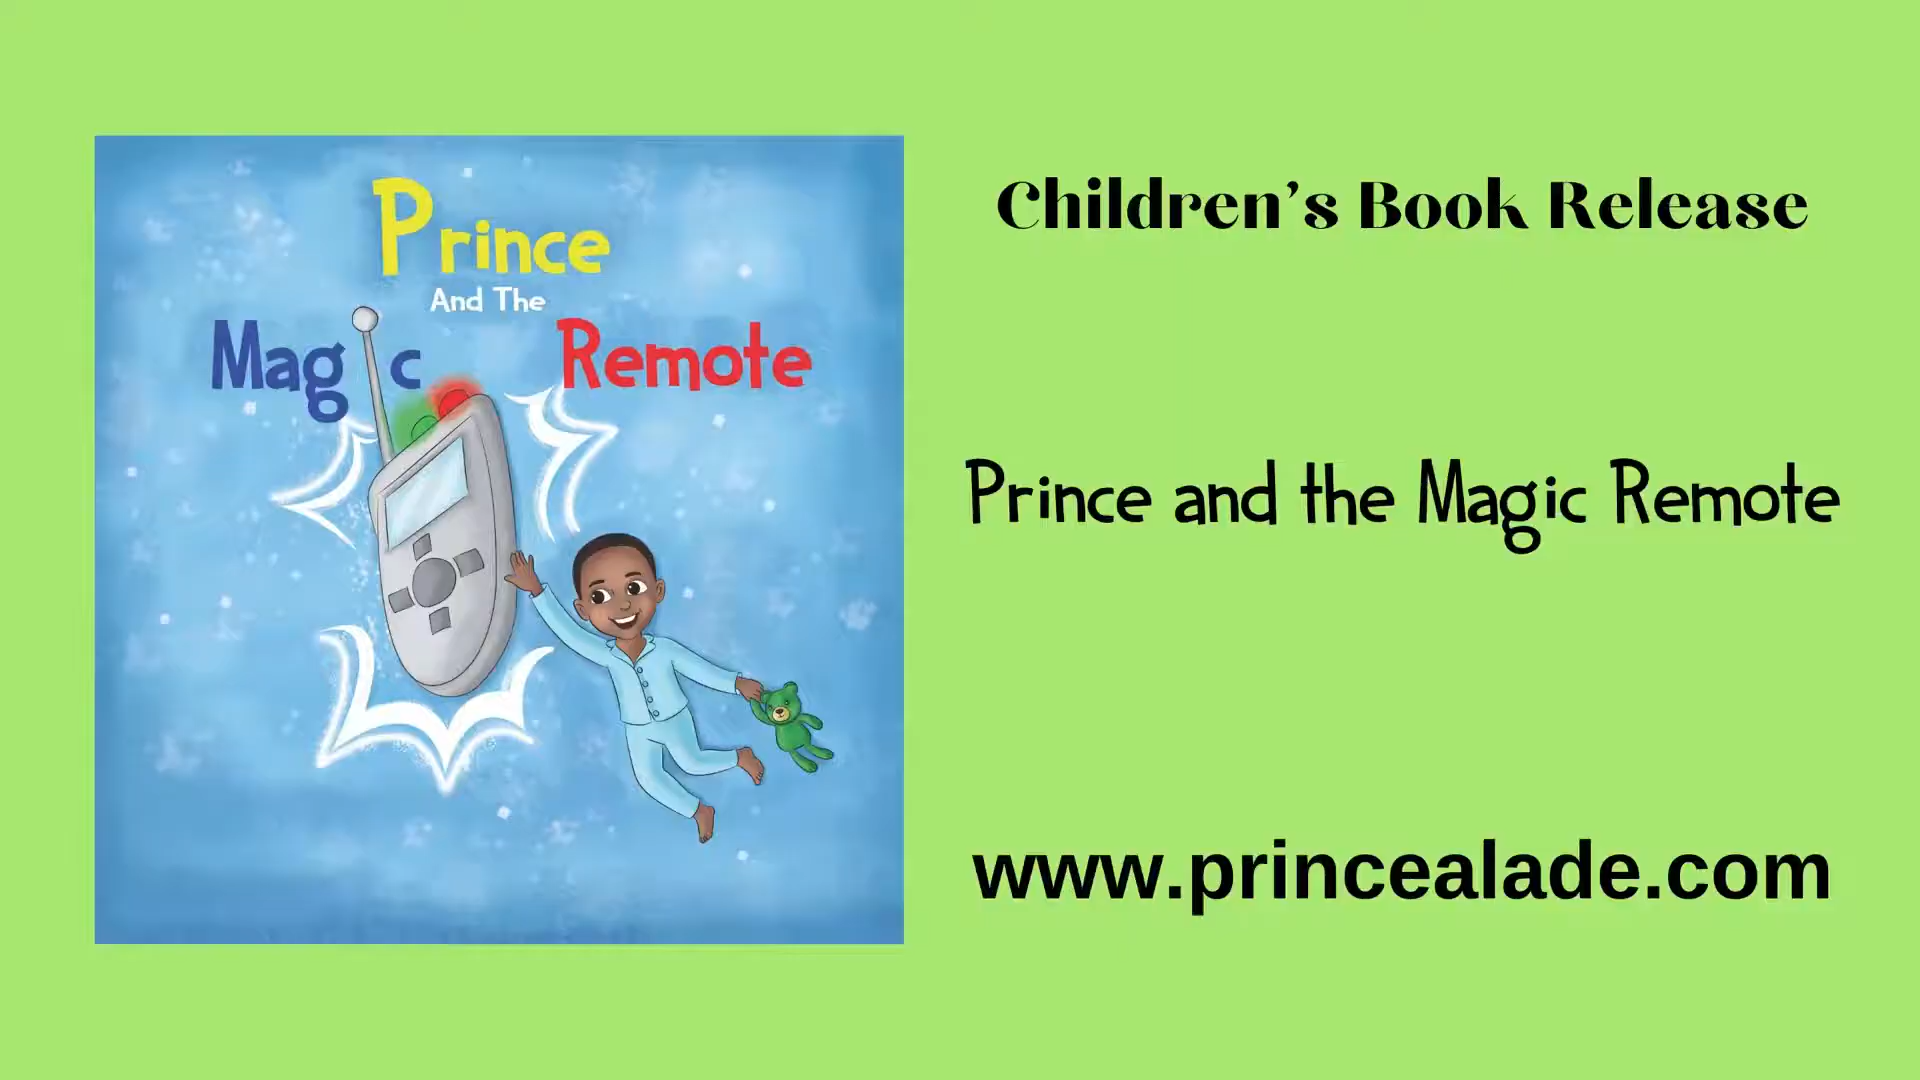 Prince
And The
Mag c Remote
Children's Book Release
Prince and the Magic Remote
www.princealade.com